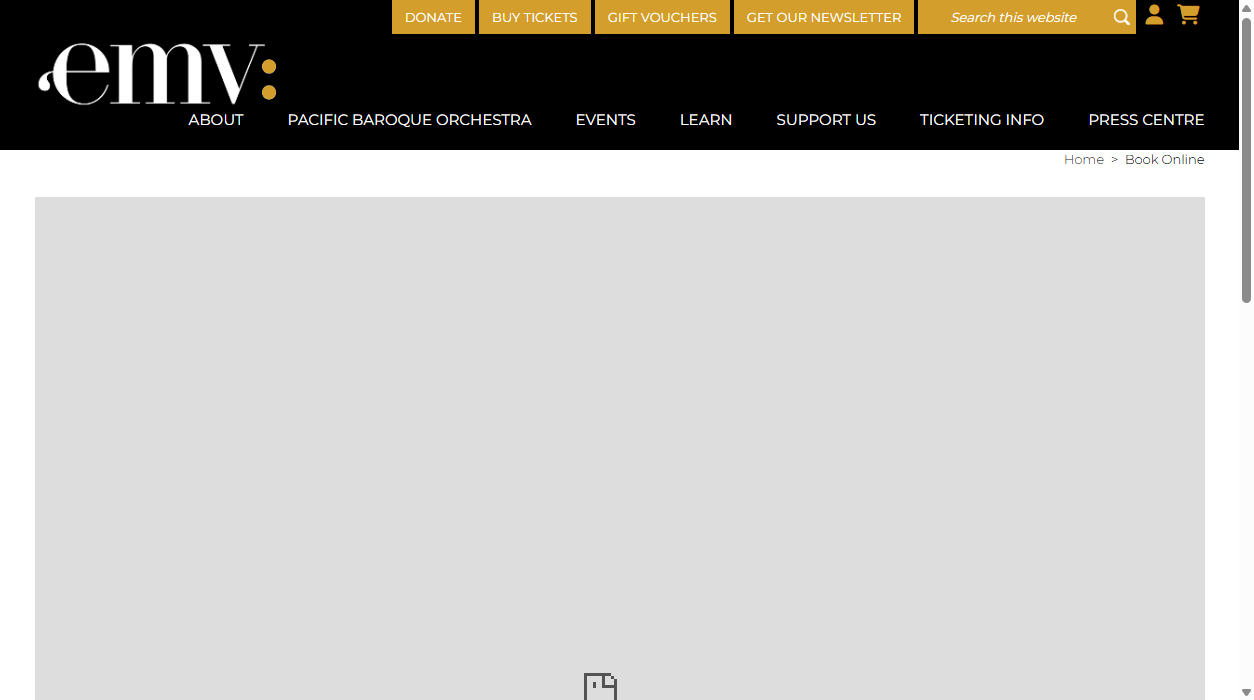 DONATE
BUY TICKETS
GIFT VOUCHERS
GET OUR NEWSLETTER
Search this website
emv:
ABOUT
PACIFIC BAROQUE ORCHESTRA
EVENTS
LEARN
SUPPORT US
TICKETING INFO
PRESS CENTRE
Home > Book Online